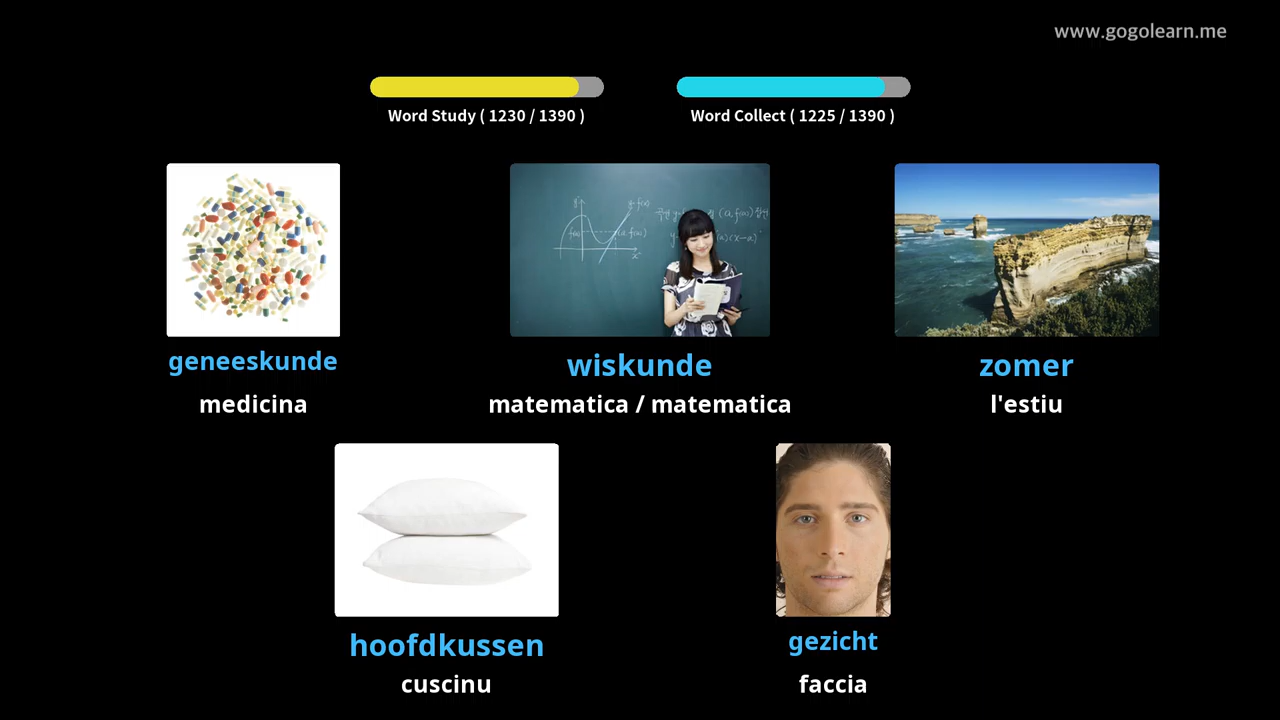 www.gogolearn.me
Word Study ( 1230 / 1390 )
Word Collect ( 1225 / 1390 )
geneeskunde
wiskunde
zomer
medicina
matematica / matematica
l'estiu
hoofdkussen
gezicht
cuscinu
faccia